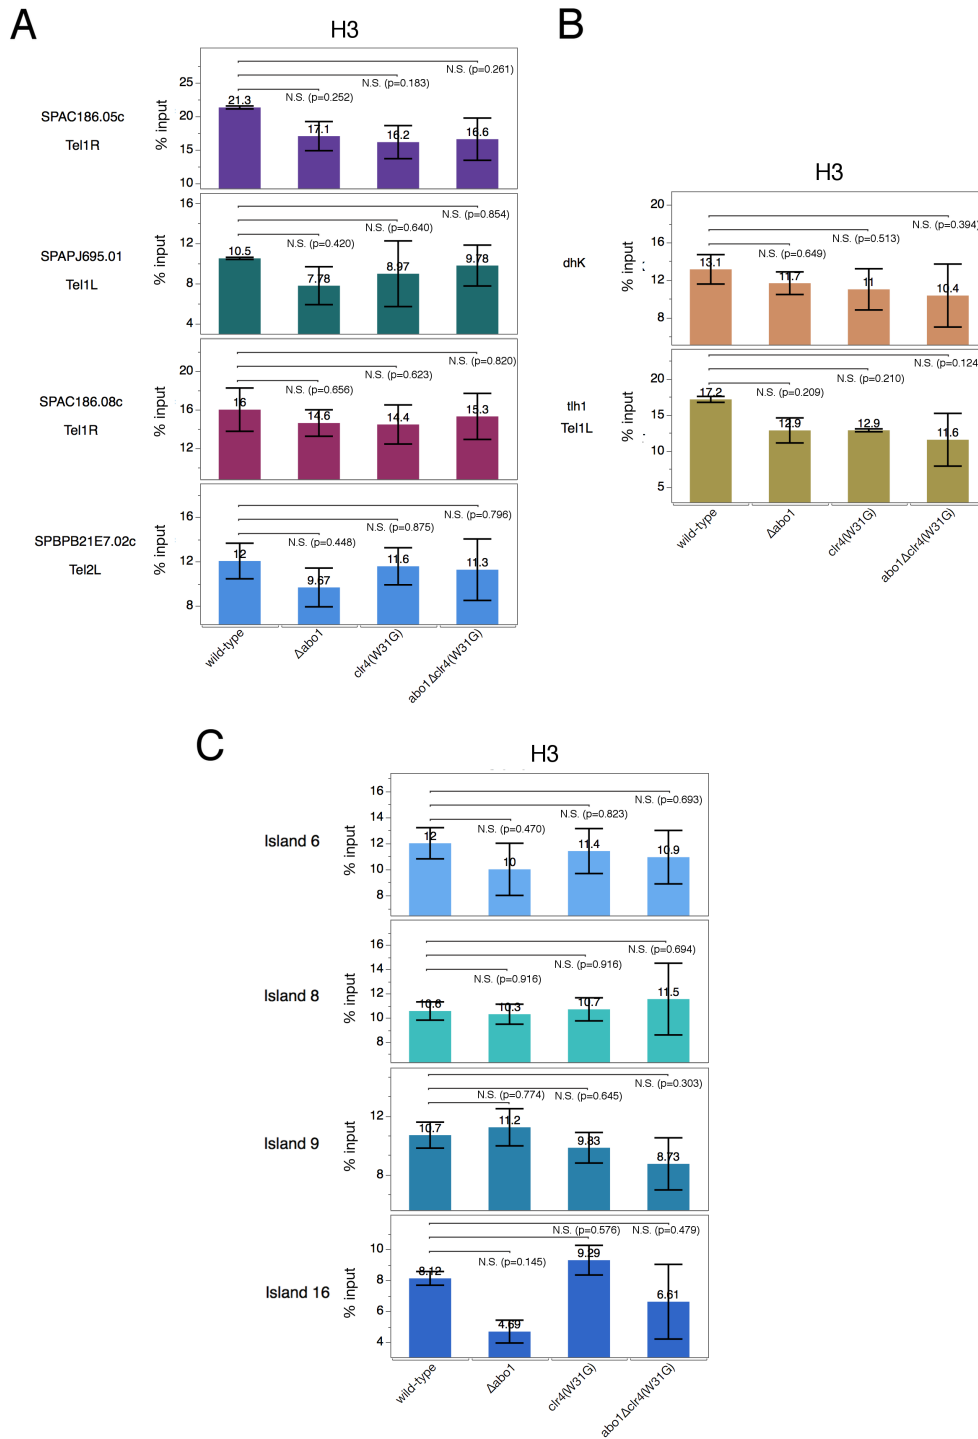 A
H3
SPAC186.05c
Tel1R
% input
25
20
15
10
N.S. (p=0.261)
N.S. (p=0.183)
N.S. (p=0.252)
21.3
17.1
16.2
16.6
SPAPJ695.01
Tel1L
% input
16
12
8
4
N.S. (p=0.854)
N.S. (p=0.640)
N.S. (p=0.420)
10.5
7.78
8.97
9.78
SPAC186.08c
Tel1R
% input
20
16
12
N.S. (p=0.820)
N.S. (p=0.623)
N.S. (p=0.656)
16
14.6
14.4
15.3
SPBPB21E7.02c
Tel2L
% input
16
12
8
N.S. (p=0.796)
N.S. (p=0.875)
N.S. (p=0.448)
12
9.67
11.6
11.3
wild-type
Δabo1
clr4(W31G)
abo1Δclr4(W31G)
B
H3
dhK
% input
20
16
12
8
N.S. (p=0.394)
N.S. (p=0.513)
N.S. (p=0.649)
13.1
11.7
11
10.4
tlh1
Tel1L
% input
20
15
10
5
N.S. (p=0.124
N.S. (p=0.210)
N.S. (p=0.209)
17.2
12.9
12.9
11.6
wild-type
Δabo1
clr4(W31G)
abo1Δclr4(W31G)
C
H3
Island 6
% input
16
14
12
10
8
N.S. (p=0.693)
N.S. (p=0.823)
N.S. (p=0.470)
12
10
11.4
10.9
Island 8
% input
16
14
12
10
8
N.S. (p=0.694)
N.S. (p=0.916)
N.S. (p=0.916)
10.6
10.3
10.7
11.5
Island 9
% input
12
8
N.S. (p=0.303)
N.S. (p=0.774)
N.S. (p=0.645)
10.7
11.2
9.83
8.73
Island 16
% input
10
8
6
4
N.S. (p=0.576)
N.S. (p=0.479)
N.S. (p=0.145)
8.12
4.69
9.29
6.61
wild-type
Δabo1
clr4(W31G)
abo1Δclr4(W31G)